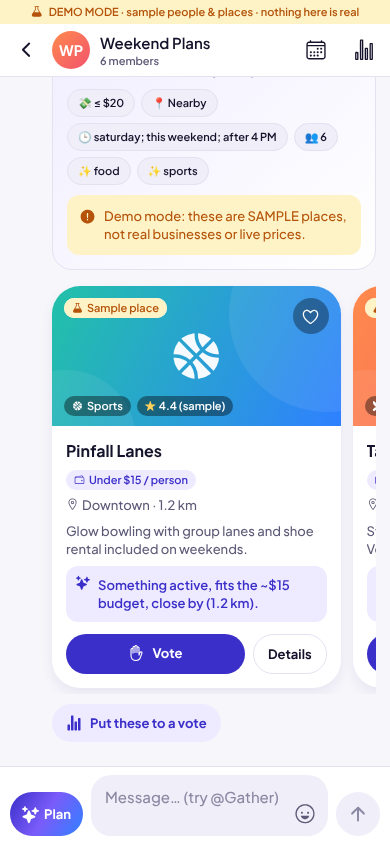 DEMO MODE · sample people & places · nothing here is real
WP
Weekend Plans
6 members
💸 ≤ $20
📍 Nearby
🕒 saturday; this weekend; after 4 PM
👥 6
✨ food
✨ sports
Demo mode: these are SAMPLE places,
not real businesses or live prices.
Sample place
Sports
4.4 (sample)
Pinfall Lanes
Under $15 / person
Downtown · 1.2 km
Glow bowling with group lanes and shoe
rental included on weekends.
Something active, fits the ~$15
budget, close by (1.2 km).
Vote
Details
Put these to a vote
Plan
Message... (try @Gather)